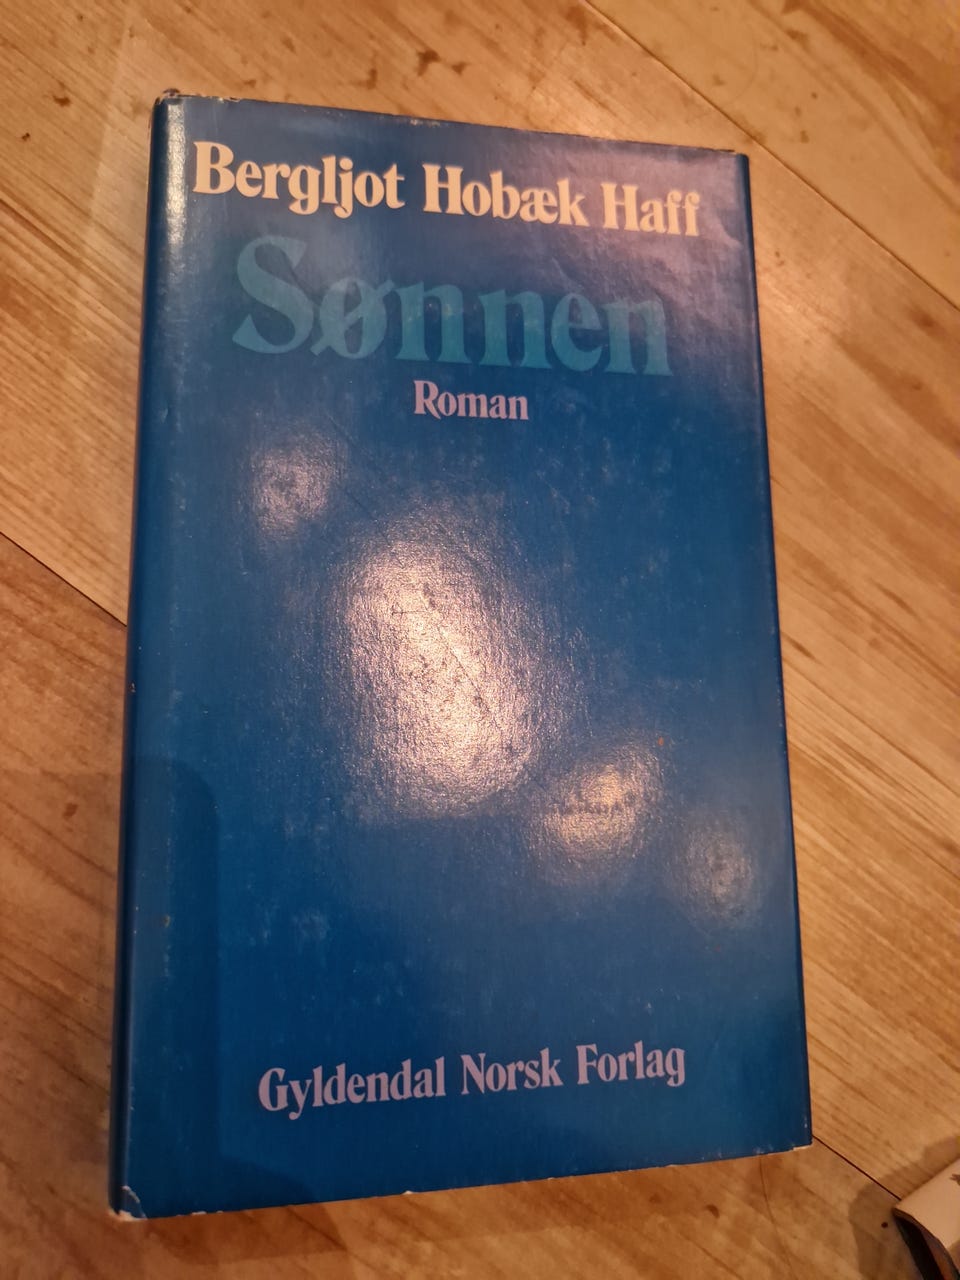 Bergljot Hobæk Haff
Sønnen
Roman
Gyldendal Norsk Forlag